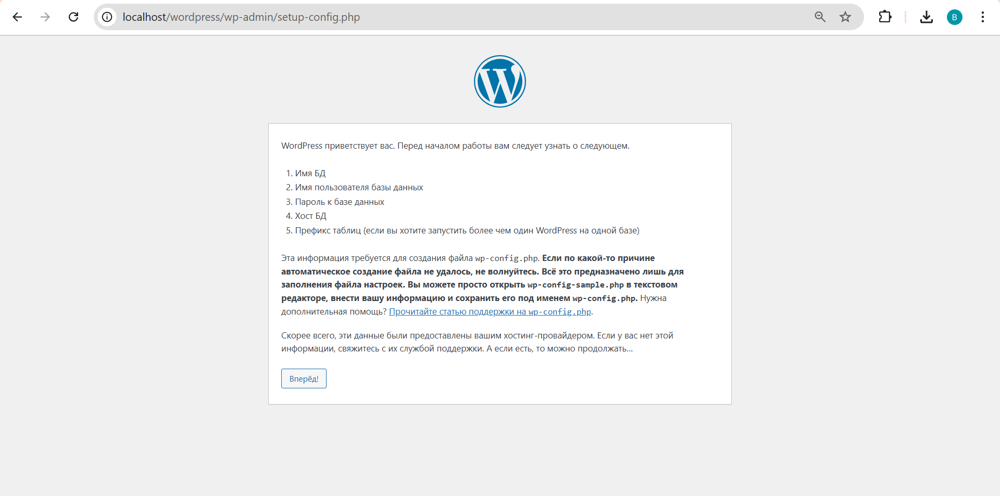 localhost/wordpress/wp-admin/setup-config.php
B
WordPress приветствует вас. Перед началом работы вам следует узнать о следующем.
1. Имя БД
2. Имя пользователя базы данных
3. Пароль к базе данных
4. Хост БД
5. Префикс таблиц (если вы хотите запустить более чем один WordPress на одной базе)
Эта информация требуется для создания файла wp-config.php. Если по какой-то причине
автоматическое создание файла не удалось, не волнуйтесь. Всё это предназначено лишь для
заполнения файла настроек. Вы можете просто открыть wp-config-sample.php в текстовом
редакторе, внести вашу информацию и сохранить его под именем wp-config.php. Нужна
дополнительная помощь? Прочитайте статью поддержки на wp-config.php.
Скорее всего, эти данные были предоставлены вашим хостинг-провайдером. Если у вас нет этой
информации, свяжитесь с их службой поддержки. А если есть, то можно продолжать…
Вперёд!